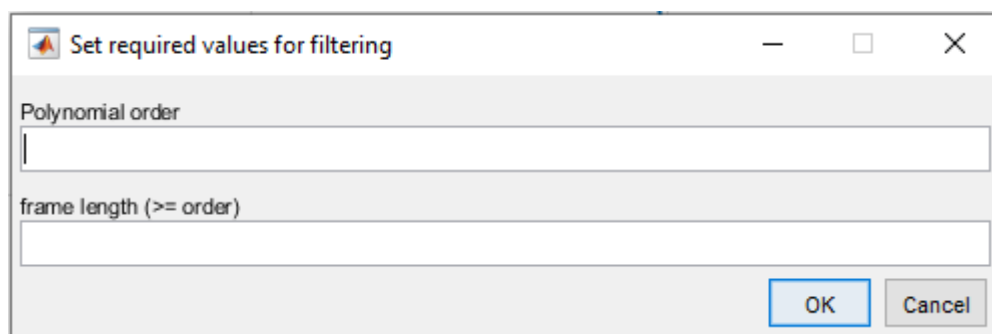 Set required values for filtering
Polynomial order
frame length (>= order)
OK Cancel